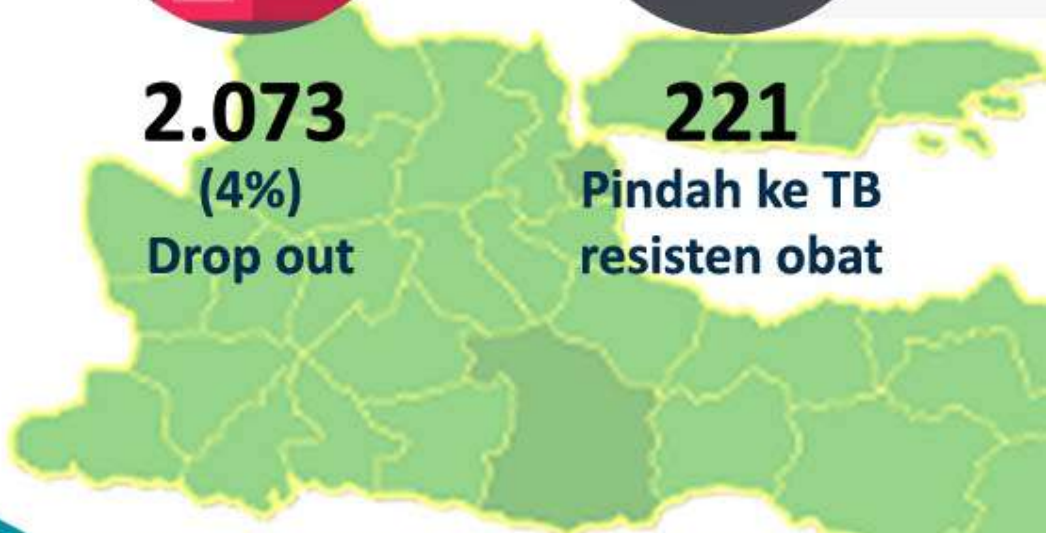 2.073
(4%)
Drop out
221
Pindah ke TB
resisten obat